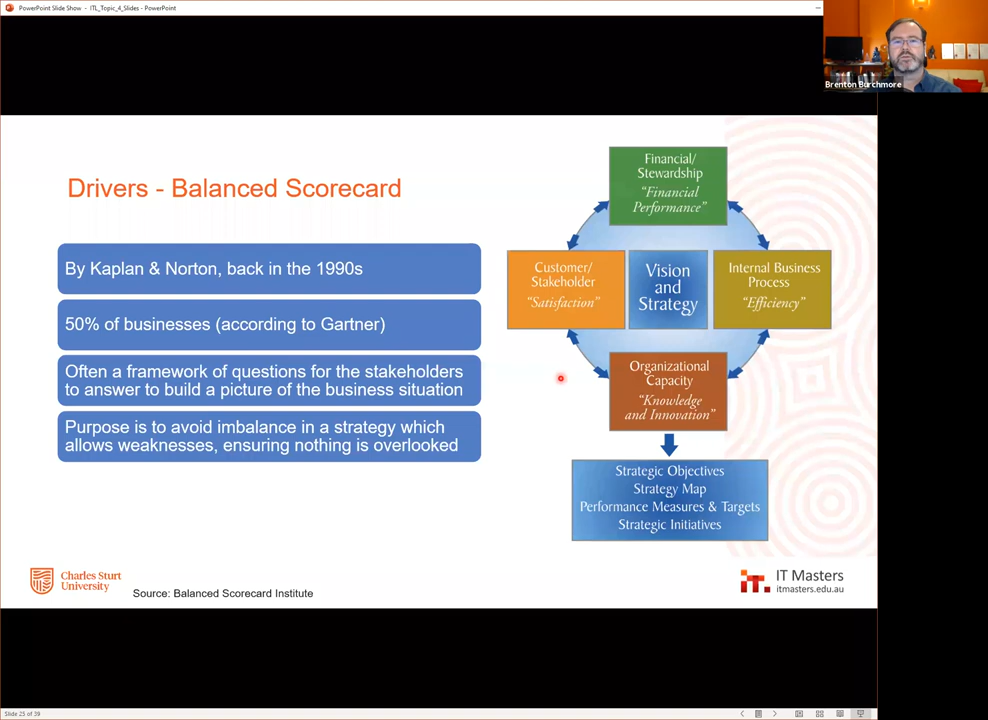 PowerPoint Slide Show - ITL_Topic_4_Slides - PowerPoint
Brenton Burchmore
Drivers - Balanced Scorecard
By Kaplan & Norton, back in the 1990s
50% of businesses (according to Gartner)
Often a framework of questions for the stakeholders
to answer to build a picture of the business situation
Purpose is to avoid imbalance in a strategy which
allows weaknesses, ensuring nothing is overlooked
Financial/
Stewardship
“Financial
Performance”
Customer/
Stakeholder
“Satisfaction”
Vision
and
Strategy
Internal Business
Process
“Efficiency”
Organizational
Capacity
“Knowledge
and Innovation”
Strategic Objectives
Strategy Map
Performance Measures & Targets
Strategic Initiatives
Charles Sturt
University
Source: Balanced Scorecard Institute
IT Masters
itmasters.edu.au
Slide 25 of 39